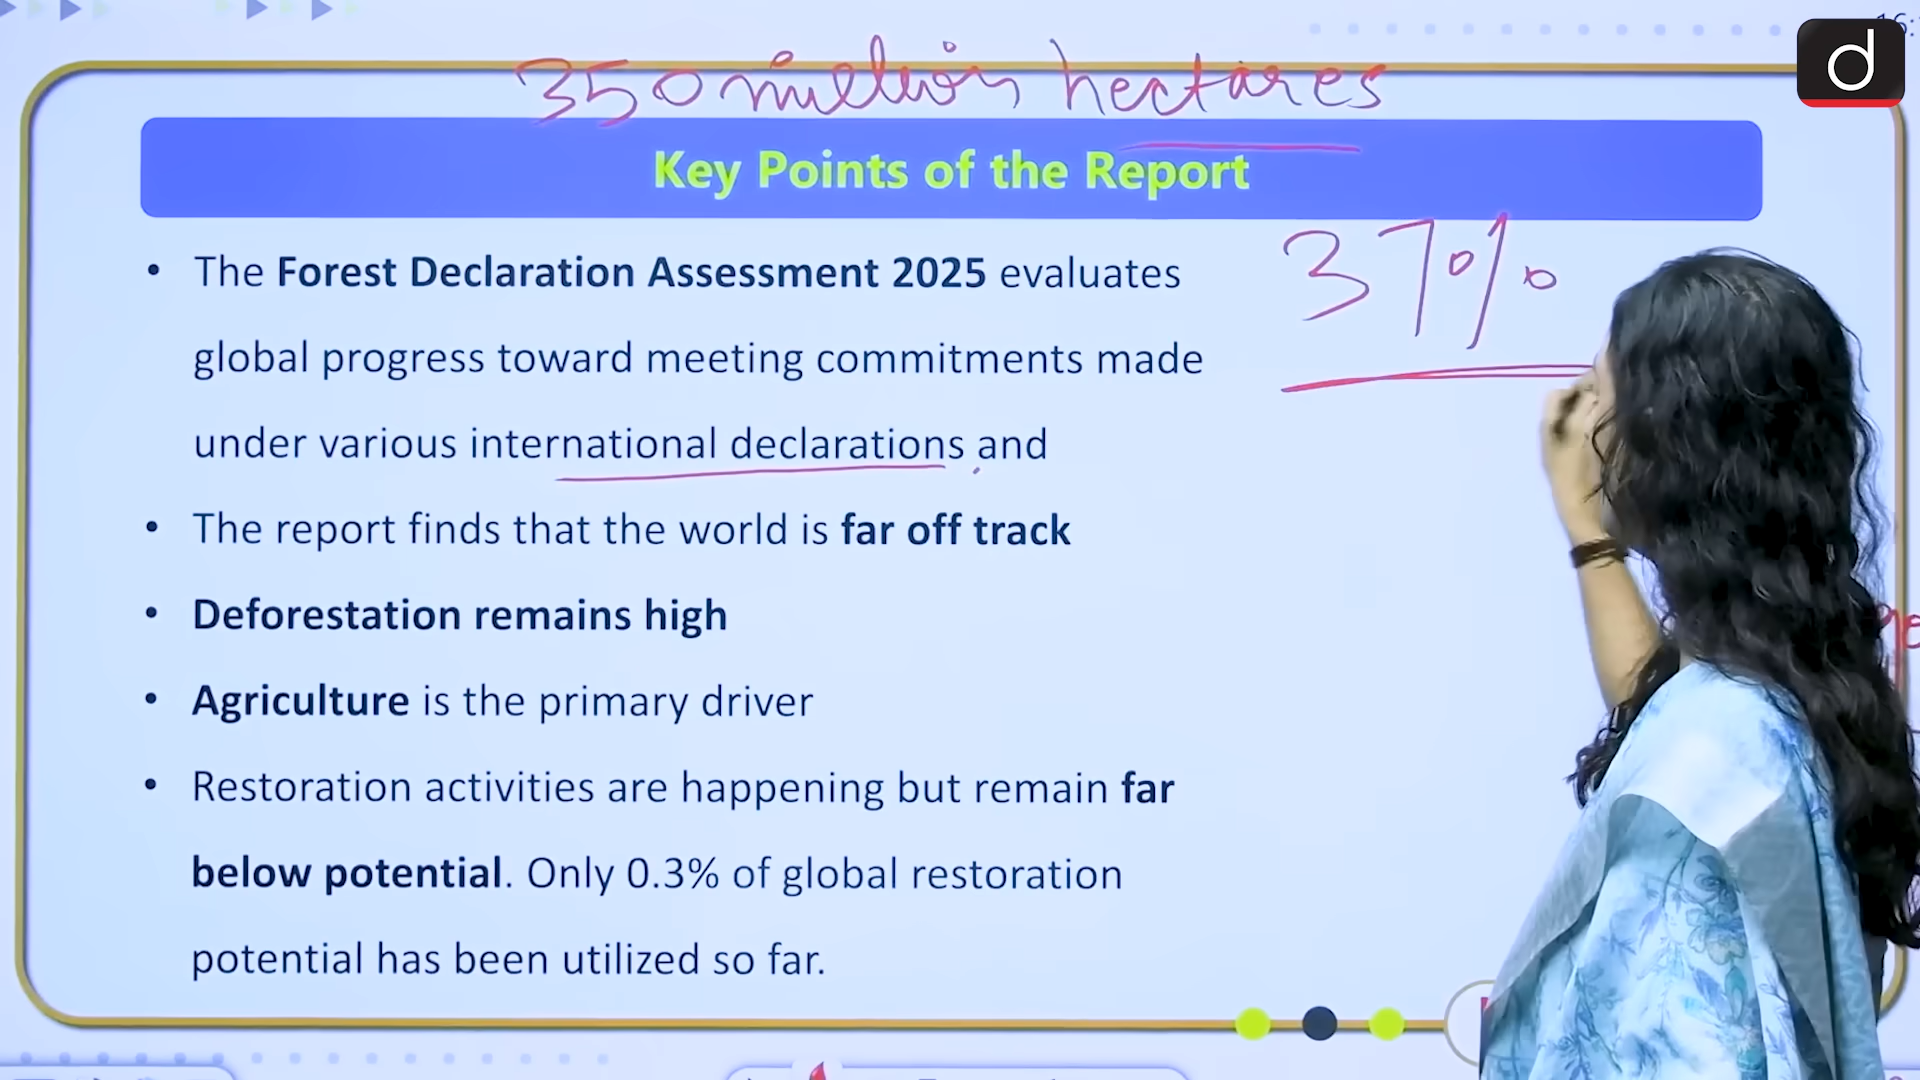 350 million hectares
Key Points of the Report
37%
• The Forest Declaration Assessment 2025 evaluates
global progress toward meeting commitments made
under various international declarations and
• The report finds that the world is far off track
• Deforestation remains high
• Agriculture is the primary driver
• Restoration activities are happening but remain far
below potential. Only 0.3% of global restoration
potential has been utilized so far.